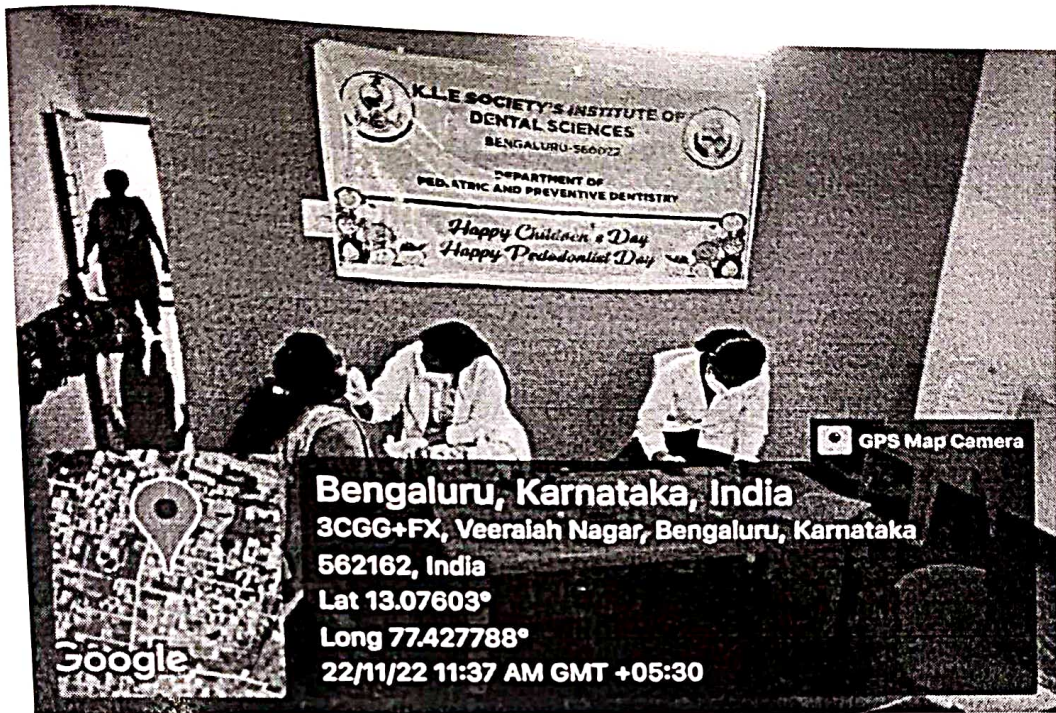 K.L.E SOCIETY'S INSTITUTE OF
DENTAL SCIENCES
BENGALURU-560022
DEPARTMENT OF
PEDIATRIC AND PREVENTIVE DENTISTRY
Happy Children's Day
Happy Pedodontist Day
GPS Map Camera
Bengaluru, Karnataka, India
3CGG+FX, Veeraiah Nagar, Bengaluru, Karnataka
562162, India
Lat 13.07603°
Long 77.427788°
22/11/22 11:37 AM GMT +05:30
Google